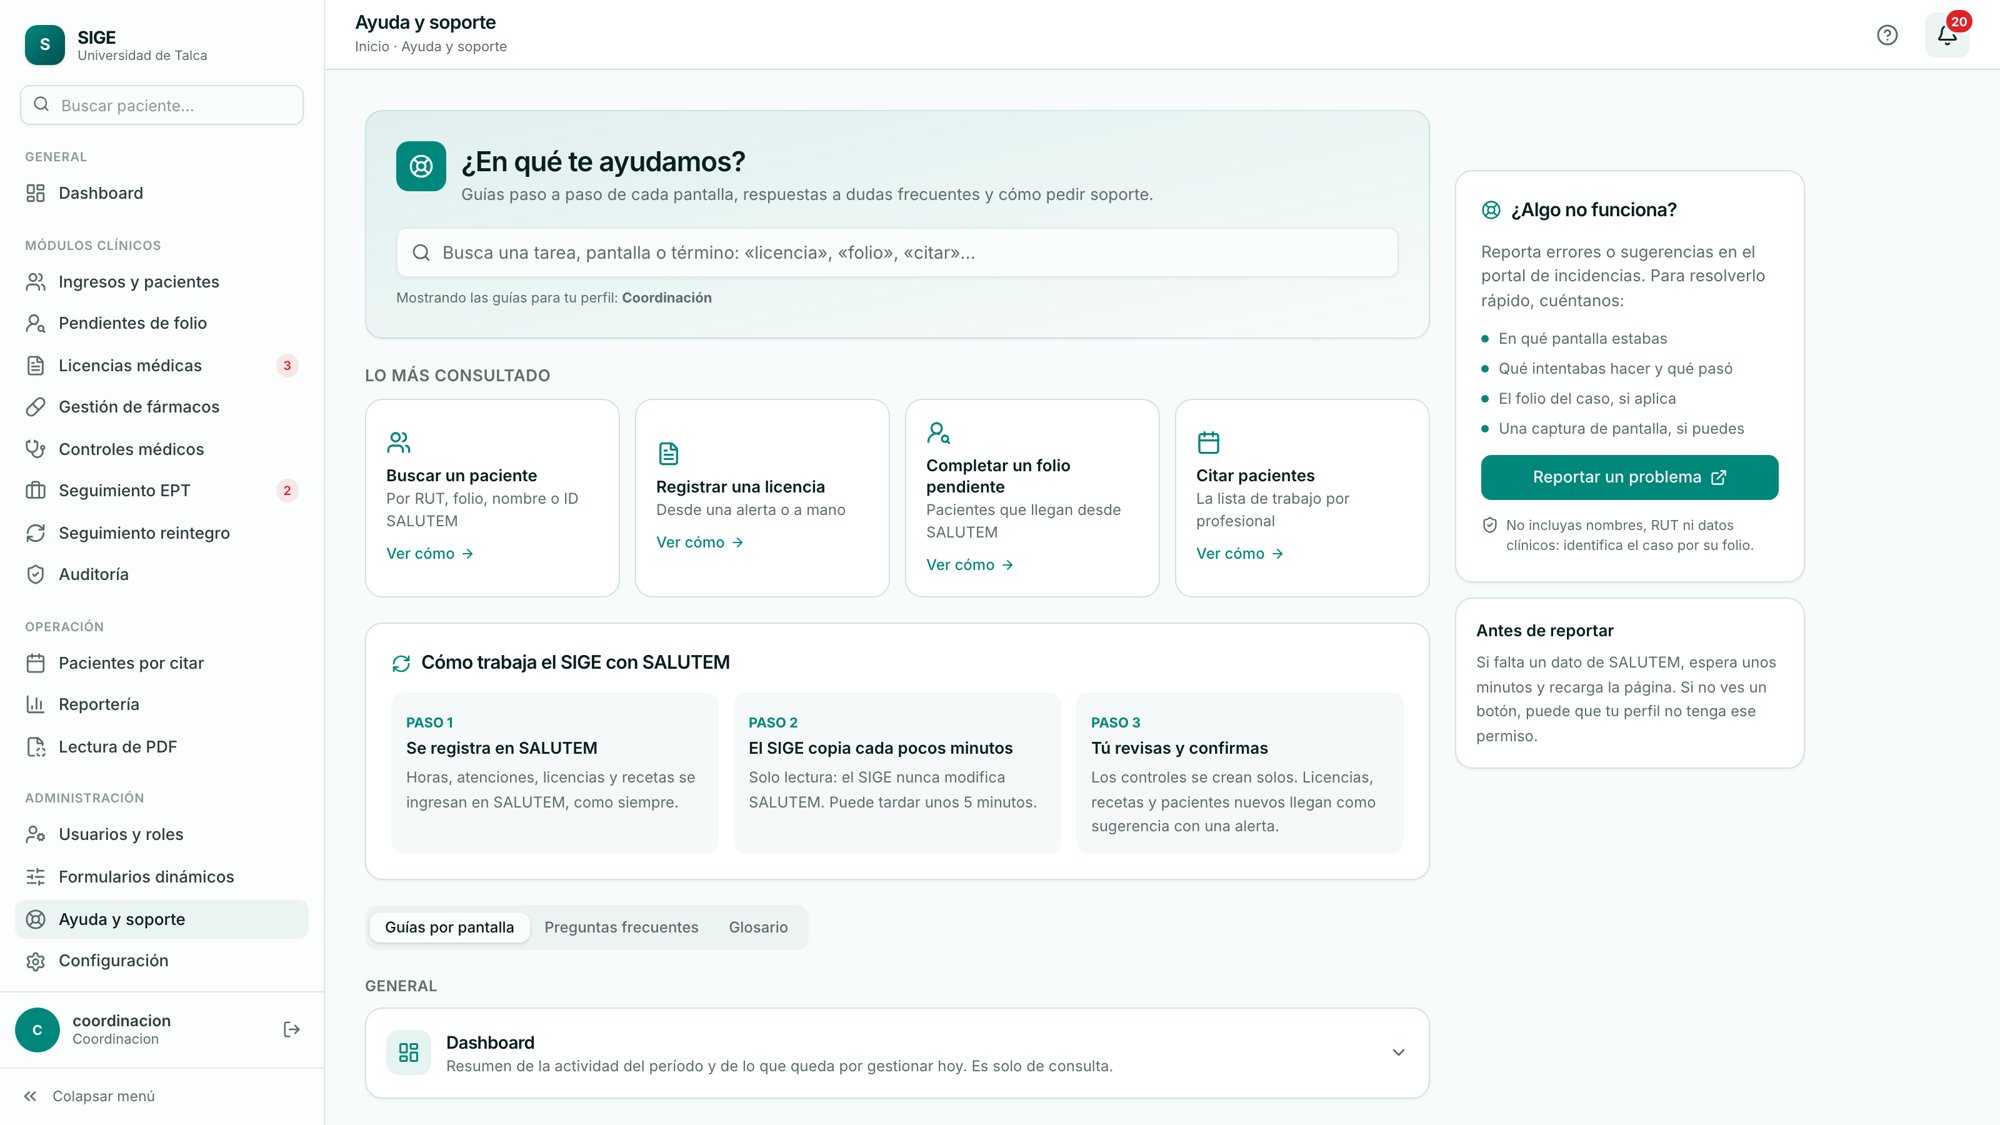 S
SIGE
Universidad de Talca
Buscar paciente...
GENERAL
Dashboard
MÓDULOS CLÍNICOS
Ingresos y pacientes
Pendientes de folio
Licencias médicas
3
Gestión de fármacos
Controles médicos
Seguimiento EPT
2
Seguimiento reintegro
Auditoría
OPERACIÓN
Pacientes por citar
Reportería
Lectura de PDF
ADMINISTRACIÓN
Usuarios y roles
Formularios dinámicos
Ayuda y soporte
Configuración
C
coordinacion
Coordinacion
Colapsar menú
Ayuda y soporte
Inicio · Ayuda y soporte
20
¿En qué te ayudamos?
Guías paso a paso de cada pantalla, respuestas a dudas frecuentes y cómo pedir soporte.
Busca una tarea, pantalla o término: «licencia», «folio», «citar»...
Mostrando las guías para tu perfil: Coordinación
LO MÁS CONSULTADO
Buscar un paciente
Por RUT, folio, nombre o ID
SALUTEM
Ver cómo →
Registrar una licencia
Desde una alerta o a mano
Ver cómo →
Completar un folio
pendiente
Pacientes que llegan desde
SALUTEM
Ver cómo →
Citar pacientes
La lista de trabajo por
profesional
Ver cómo →
Cómo trabaja el SIGE con SALUTEM
PASO 1
Se registra en SALUTEM
Horas, atenciones, licencias y recetas se
ingresan en SALUTEM, como siempre.
PASO 2
El SIGE copia cada pocos minutos
Solo lectura: el SIGE nunca modifica
SALUTEM. Puede tardar unos 5 minutos.
PASO 3
Tú revisas y confirmas
Los controles se crean solos. Licencias,
recetas y pacientes nuevos llegan como
sugerencia con una alerta.
Guías por pantalla
Preguntas frecuentes
Glosario
GENERAL
Dashboard
Resumen de la actividad del período y de lo que queda por gestionar hoy. Es solo de consulta.
¿Algo no funciona?
Reporta errores o sugerencias en el
portal de incidencias. Para resolverlo
rápido, cuéntanos:
En qué pantalla estabas
Qué intentabas hacer y qué pasó
El folio del caso, si aplica
Una captura de pantalla, si puedes
Reportar un problema
No incluyas nombres, RUT ni datos
clínicos: identifica el caso por su folio.
Antes de reportar
Si falta un dato de SALUTEM, espera unos
minutos y recarga la página. Si no ves un
botón, puede que tu perfil no tenga ese
permiso.